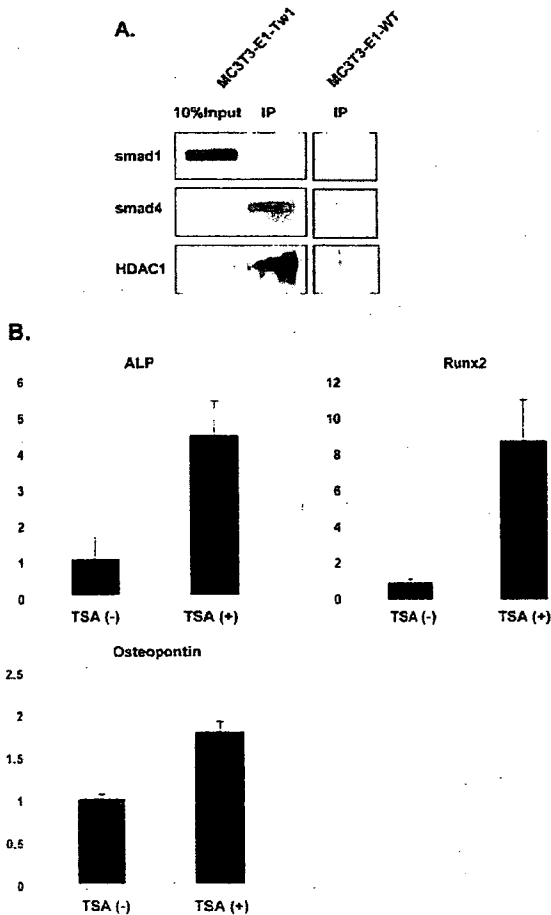 A.
MC3T3-E1-Tw1
MC3T3-E1-WT
10%Input IP IP
smad1
smad4
HDAC1
B.
ALP
6
5
4
3
2
1
0
TSA (-) TSA (+)
Runx2
12
10
8
6
4
2
0
TSA (-) TSA (+)
Osteopontin
2.5
2
1.5
1
0.5
0
TSA (-) TSA (+)